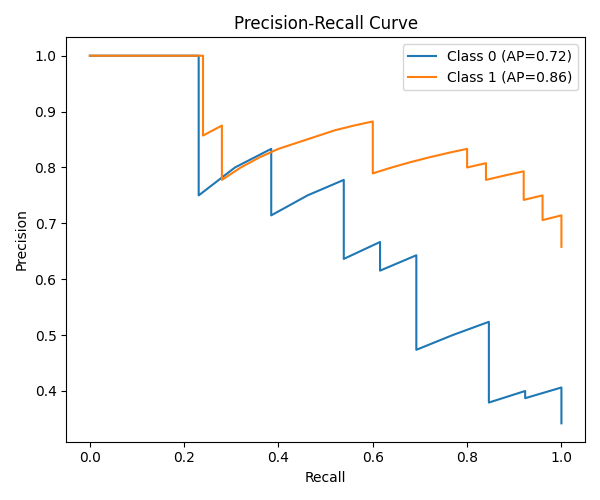 Precision-Recall Curve
Class 0 (AP=0.72)
Class 1 (AP=0.86)
Precision
1.0
0.9
0.8
0.7
0.6
0.5
0.4
0.0 0.2 0.4 0.6 0.8 1.0
Recall